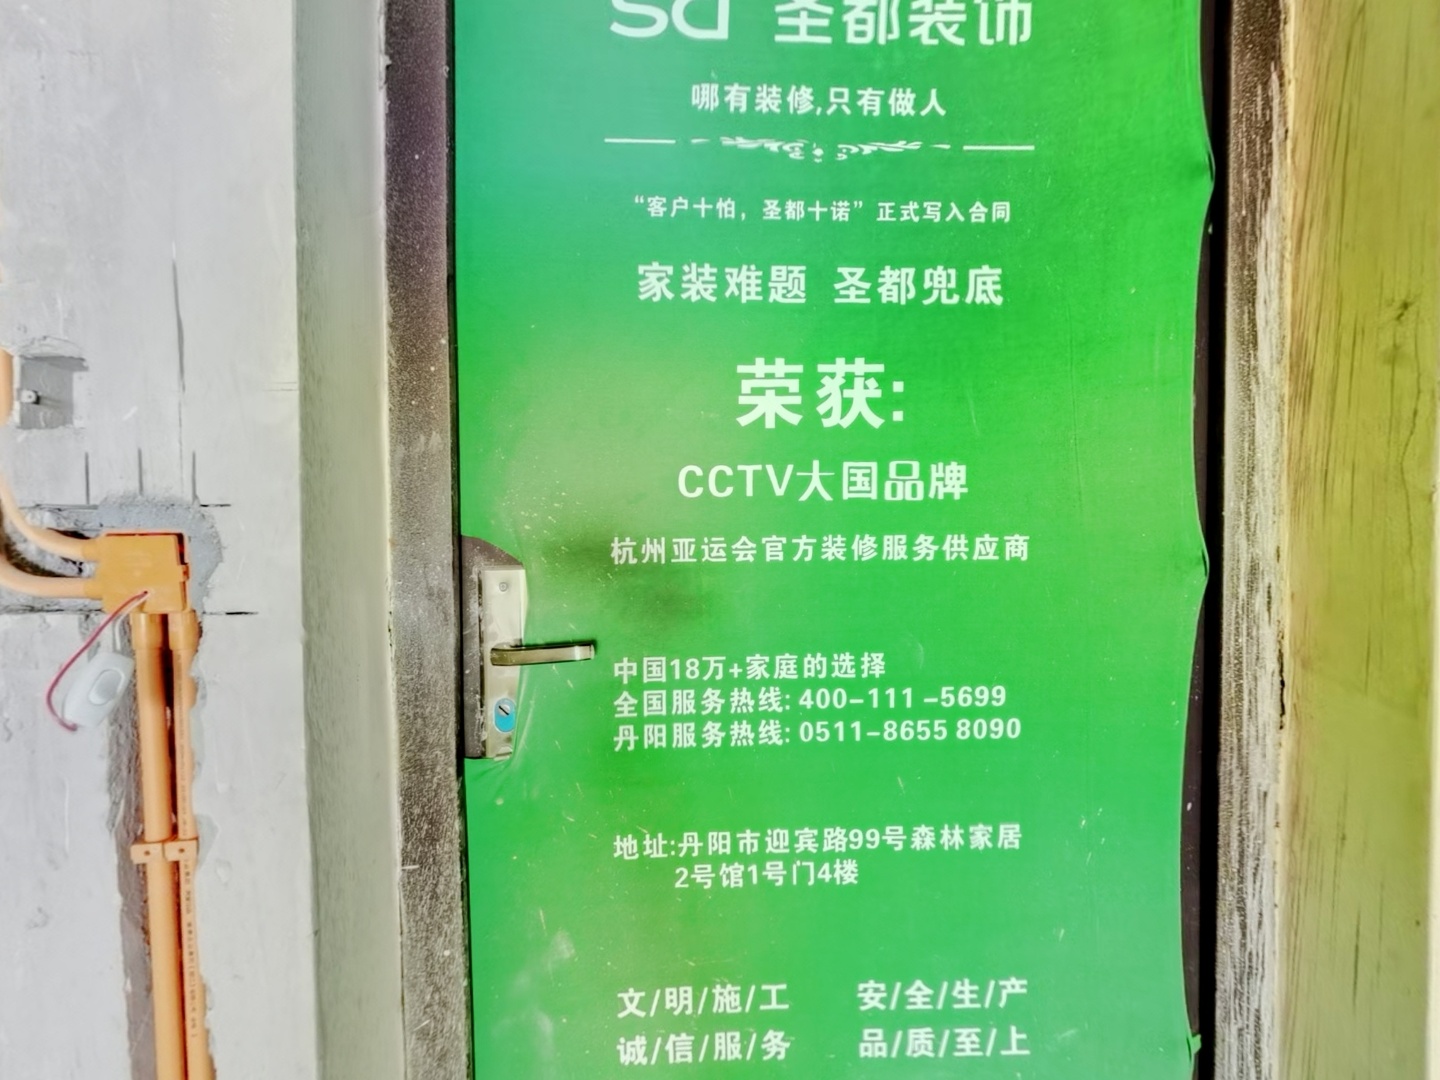 SD 圣都装饰
哪有装修,只有做人
“客户十怕，圣都十诺”正式写入合同
家装难题 圣都兜底
荣获:
CCTV大国品牌
杭州亚运会官方装修服务供应商
中国18万+家庭的选择
全国服务热线: 400-111-5699
丹阳服务热线: 0511-8655 8090
地址:丹阳市迎宾路99号森林家居
2号馆1号门4楼
文/明/施/工 安/全/生/产
诚/信/服/务 品/质/至/上